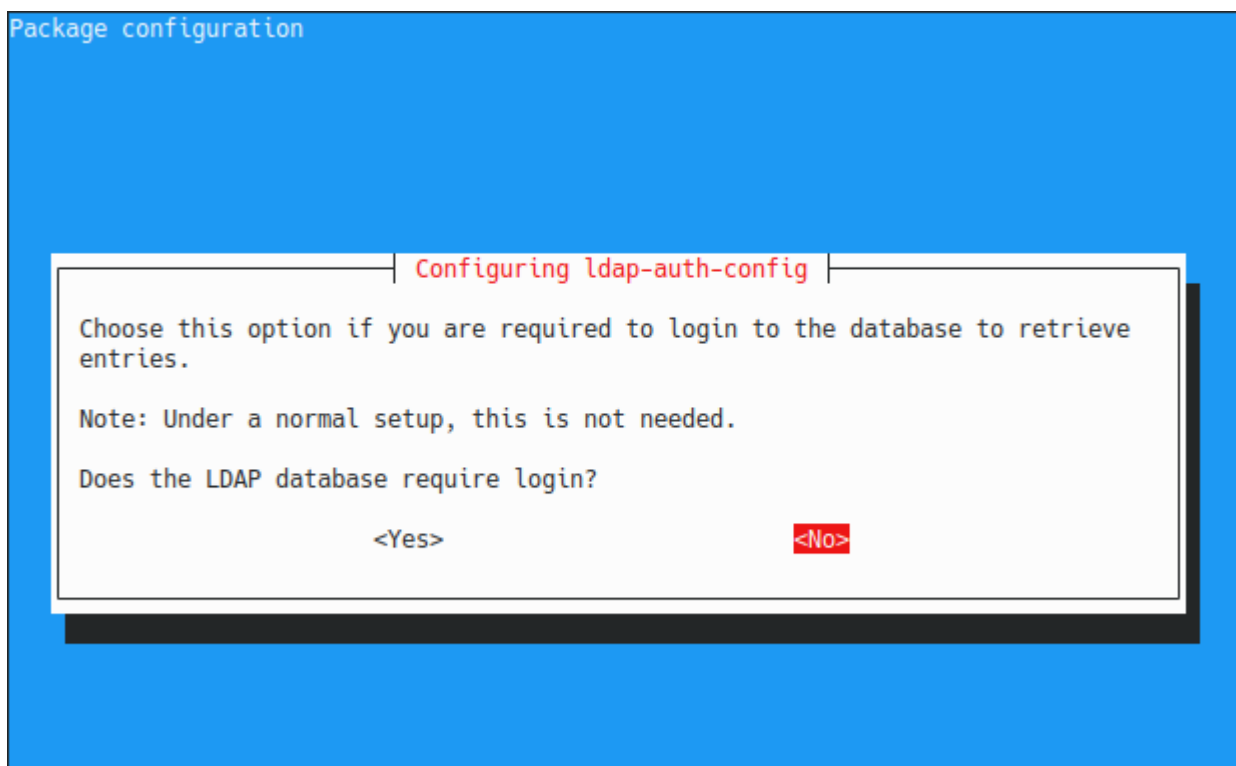 Package configuration
Configuring ldap-auth-config
Choose this option if you are required to login to the database to retrieve
entries.
Note: Under a normal setup, this is not needed.
Does the LDAP database require login?
<Yes> <No>